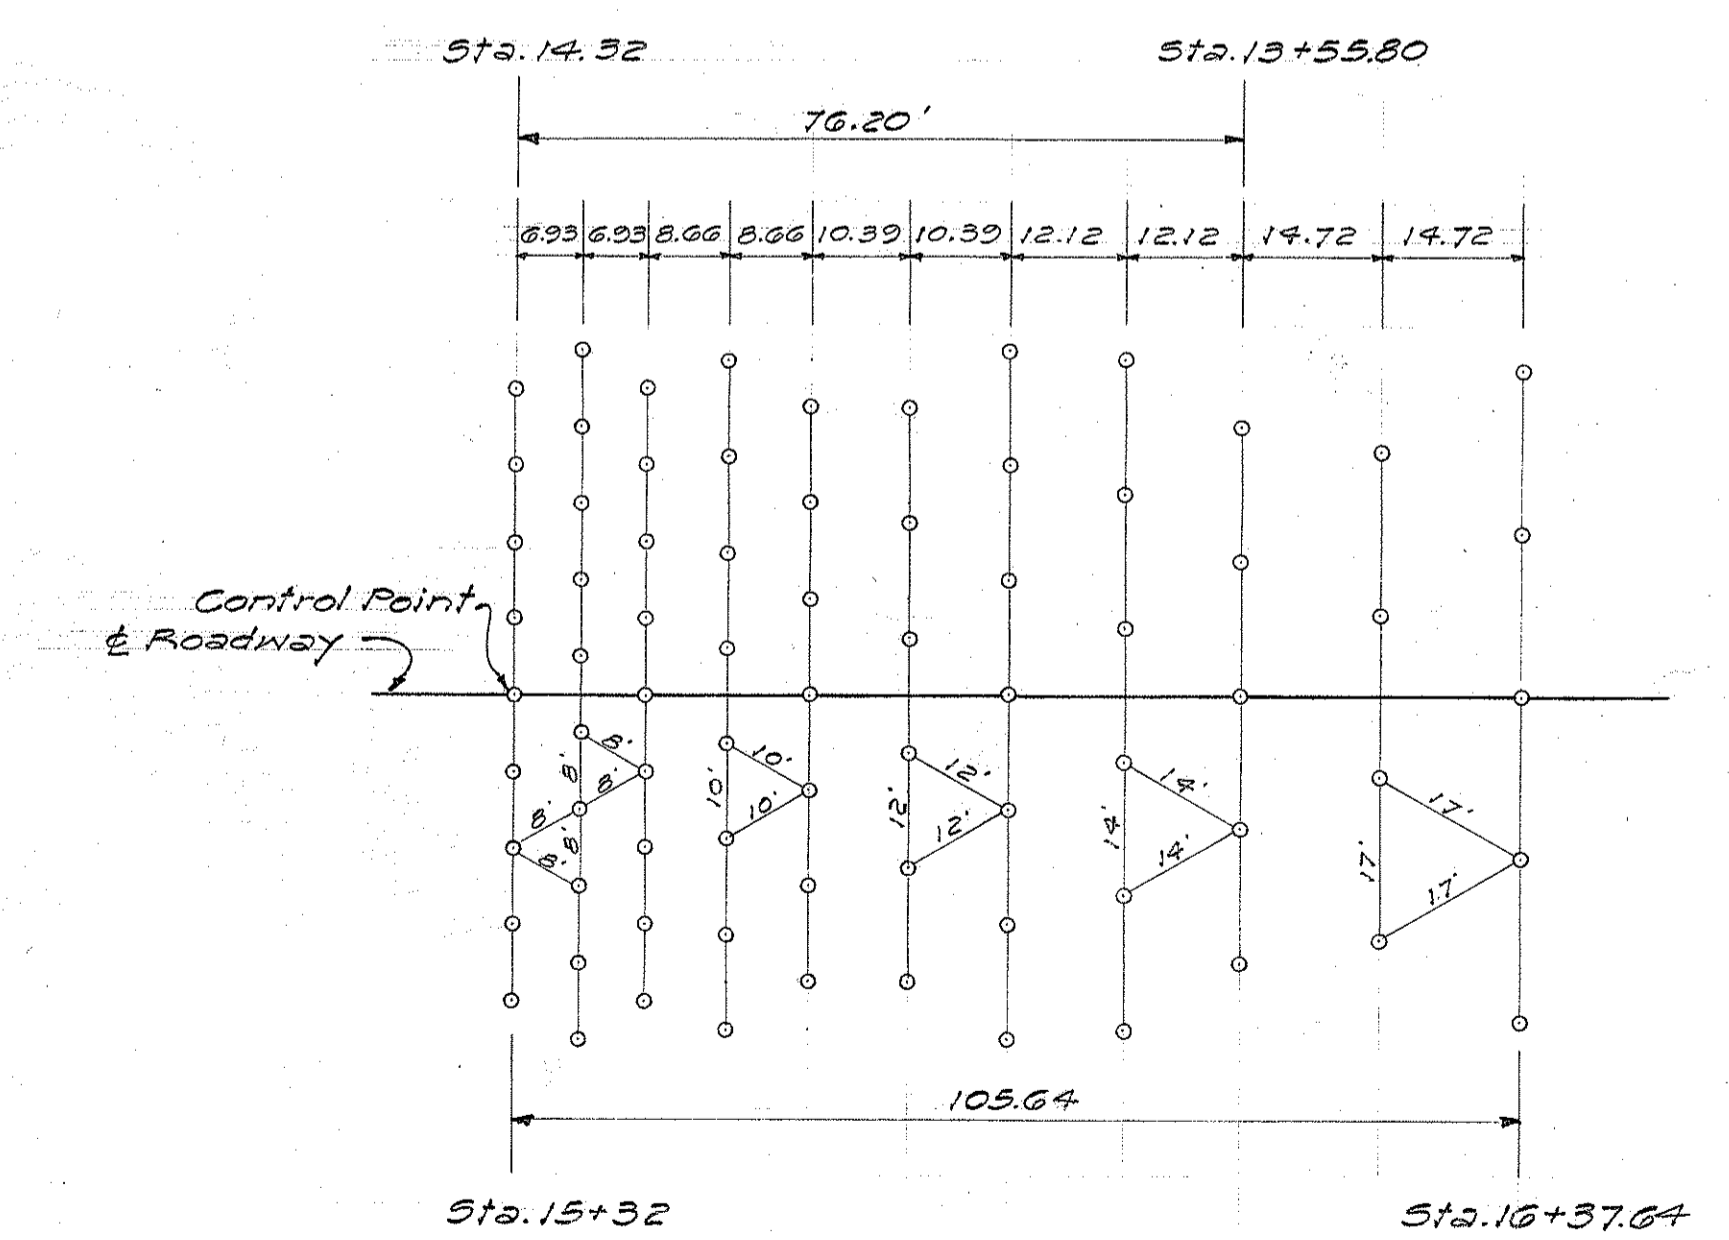 Sta. 14.32
Sta. 13+55.80
76.20'
6.93 6.93 8.66 8.66 10.39 10.39 12.12 12.12 14.72 14.72
Control Point
℄ Roadway
8' 8' 8'
8' 8' 8'
10' 10' 10'
12' 12' 12'
14' 14' 14'
17' 17' 17'
105.64
Sta. 15+32
Sta. 16+37.64